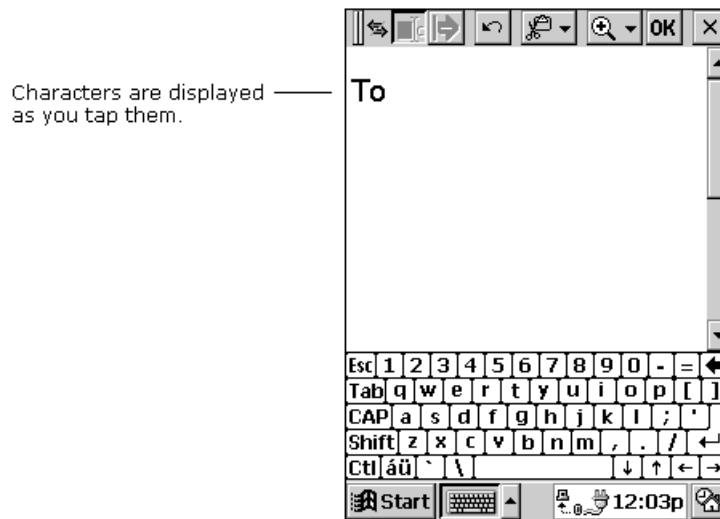 OK
Characters are displayed
as you tap them.
To
Esc 1 2 3 4 5 6 7 8 9 0 - =
Tab q w e r t y u i o p [ ]
CAP a s d f g h j k l ; '
Shift z x c v b n m , . /
Ctl áü ` \
Start 12:03p